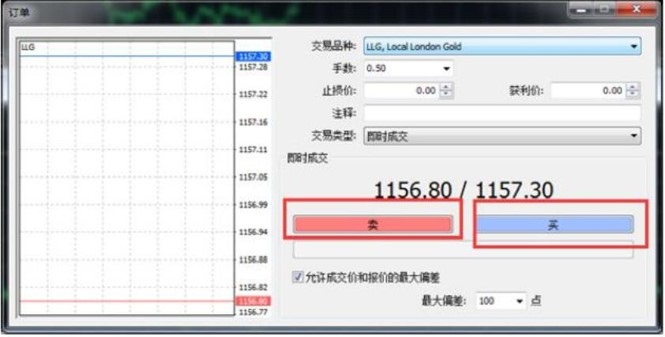 订单
LLG
1157.30
1157.28
1157.22
1157.16
1157.11
1157.05
1156.99
1156.94
1156.88
1156.82
1156.80
1156.77
交易品种: LLG, Local London Gold
手数: 0.50
止损价: 0.00 获利价: 0.00
注释:
交易类型: 即时成交
即时成交
1156.80 / 1157.30
卖 买
允许成交价和报价的最大偏差
最大偏差: 100 点